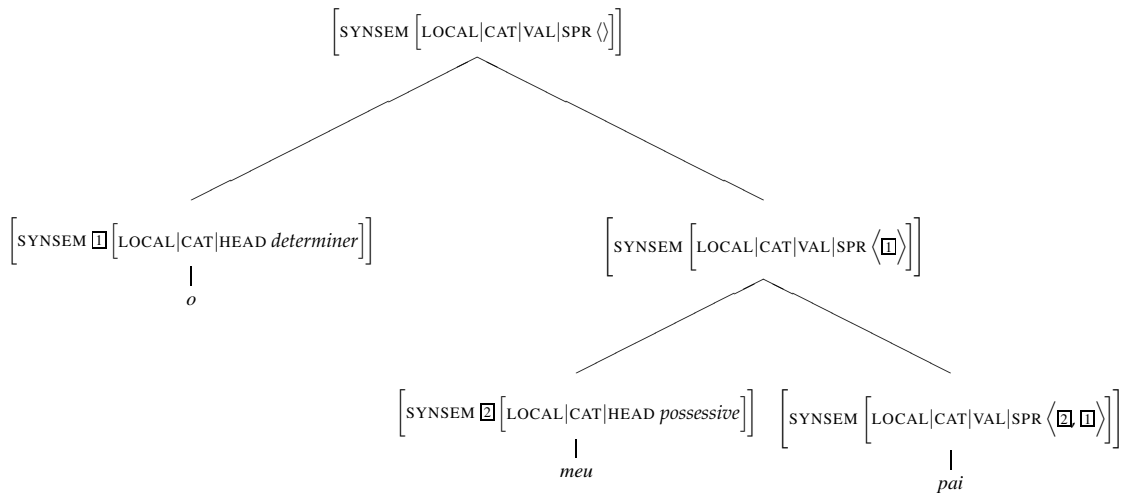 [SYNSEM [LOCAL|CAT|VAL|SPR ⟨⟩]]
[SYNSEM 1 [LOCAL|CAT|HEAD determiner]]
o
[SYNSEM [LOCAL|CAT|VAL|SPR ⟨1⟩]]
[SYNSEM 2 [LOCAL|CAT|HEAD possessive]]
meu
[SYNSEM [LOCAL|CAT|VAL|SPR ⟨2, 1⟩]]
pai